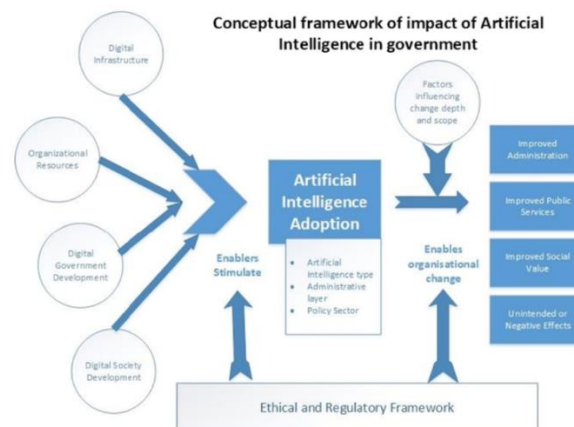 Conceptual framework of impact of Artificial
Intelligence in government
Digital
Infrastructure
Organizational
Resources
Digital
Government
Development
Digital Society
Development
Enablers
Stimulate
Artificial
Intelligence
Adoption
Artificial
Intelligence type
Administrative
layer
Policy Sector
Factors
influencing
change depth
and scope
Enables
organisational
change
Improved
Administration
Improved Public
Services
Improved Social
Value
Unintended or
Negative Effects
Ethical and Regulatory Framework